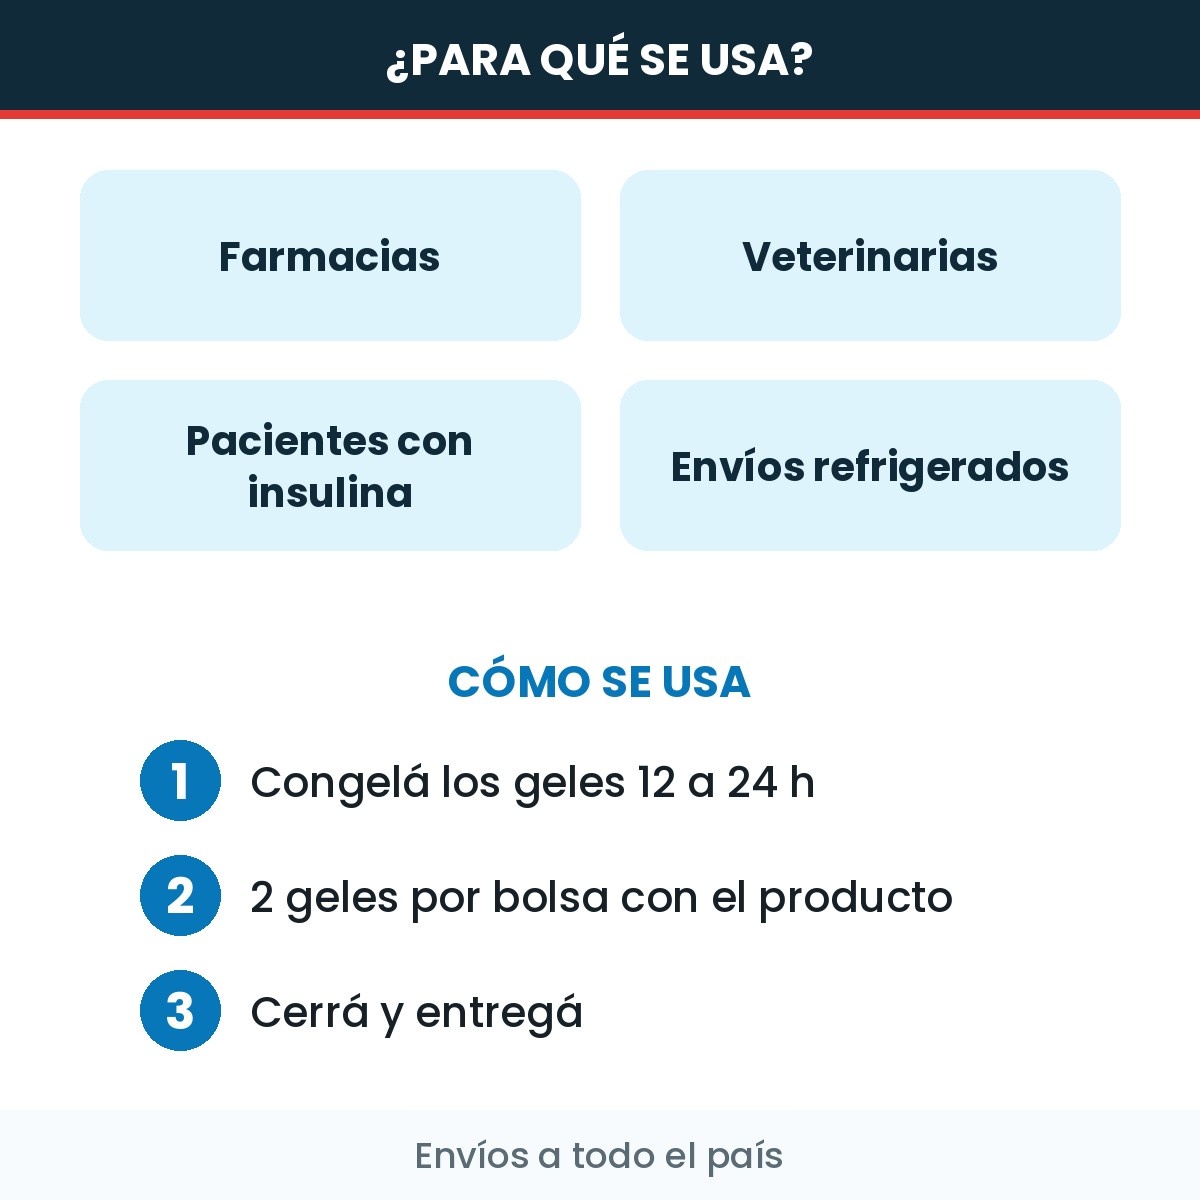 ¿PARA QUÉ SE USA?
Farmacias
Veterinarias
Pacientes con
insulina
Envíos refrigerados
CÓMO SE USA
1 Congelá los geles 12 a 24 h
2 2 geles por bolsa con el producto
3 Cerrá y entregá
Envíos a todo el país